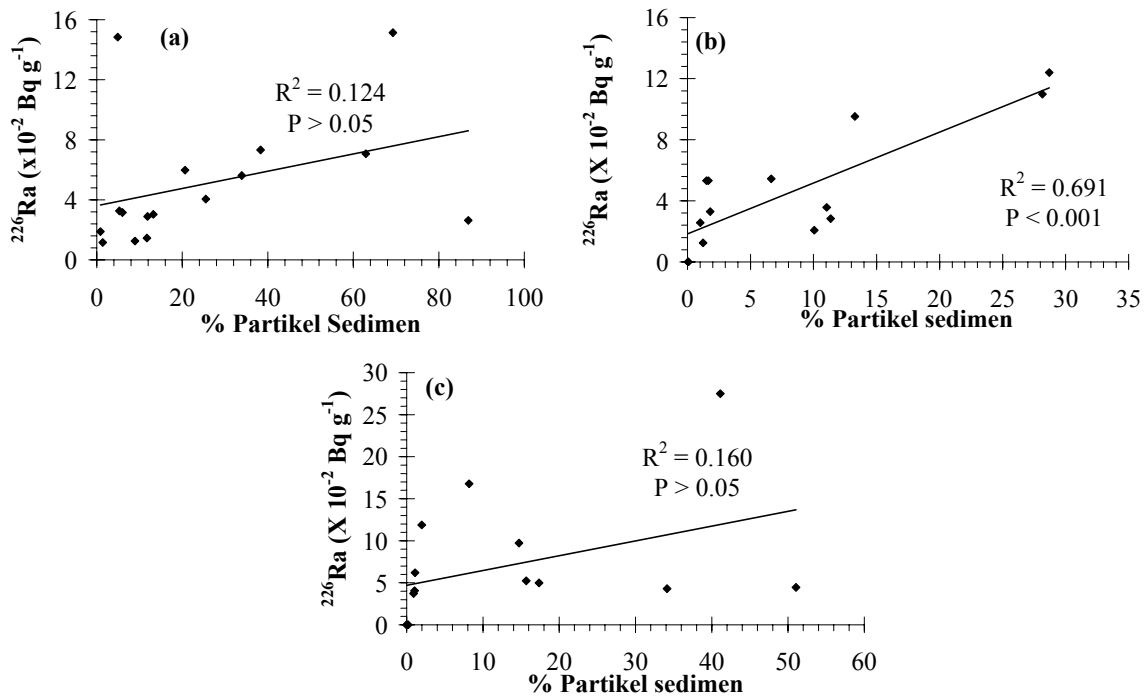 (a)
²²⁶Ra (x10⁻² Bq g⁻¹)
16
12
8
4
0
R² = 0.124
P > 0.05
0 20 40 60 80 100
% Partikel Sedimen
(b)
²²⁶Ra (X 10⁻² Bq g⁻¹)
16
12
8
4
0
R² = 0.691
P < 0.001
0 5 10 15 20 25 30 35
% Partikel sedimen
(c)
²²⁶Ra (X 10⁻² Bq g⁻¹)
30
25
20
15
10
5
0
R² = 0.160
P > 0.05
0 10 20 30 40 50 60
% Partikel sedimen